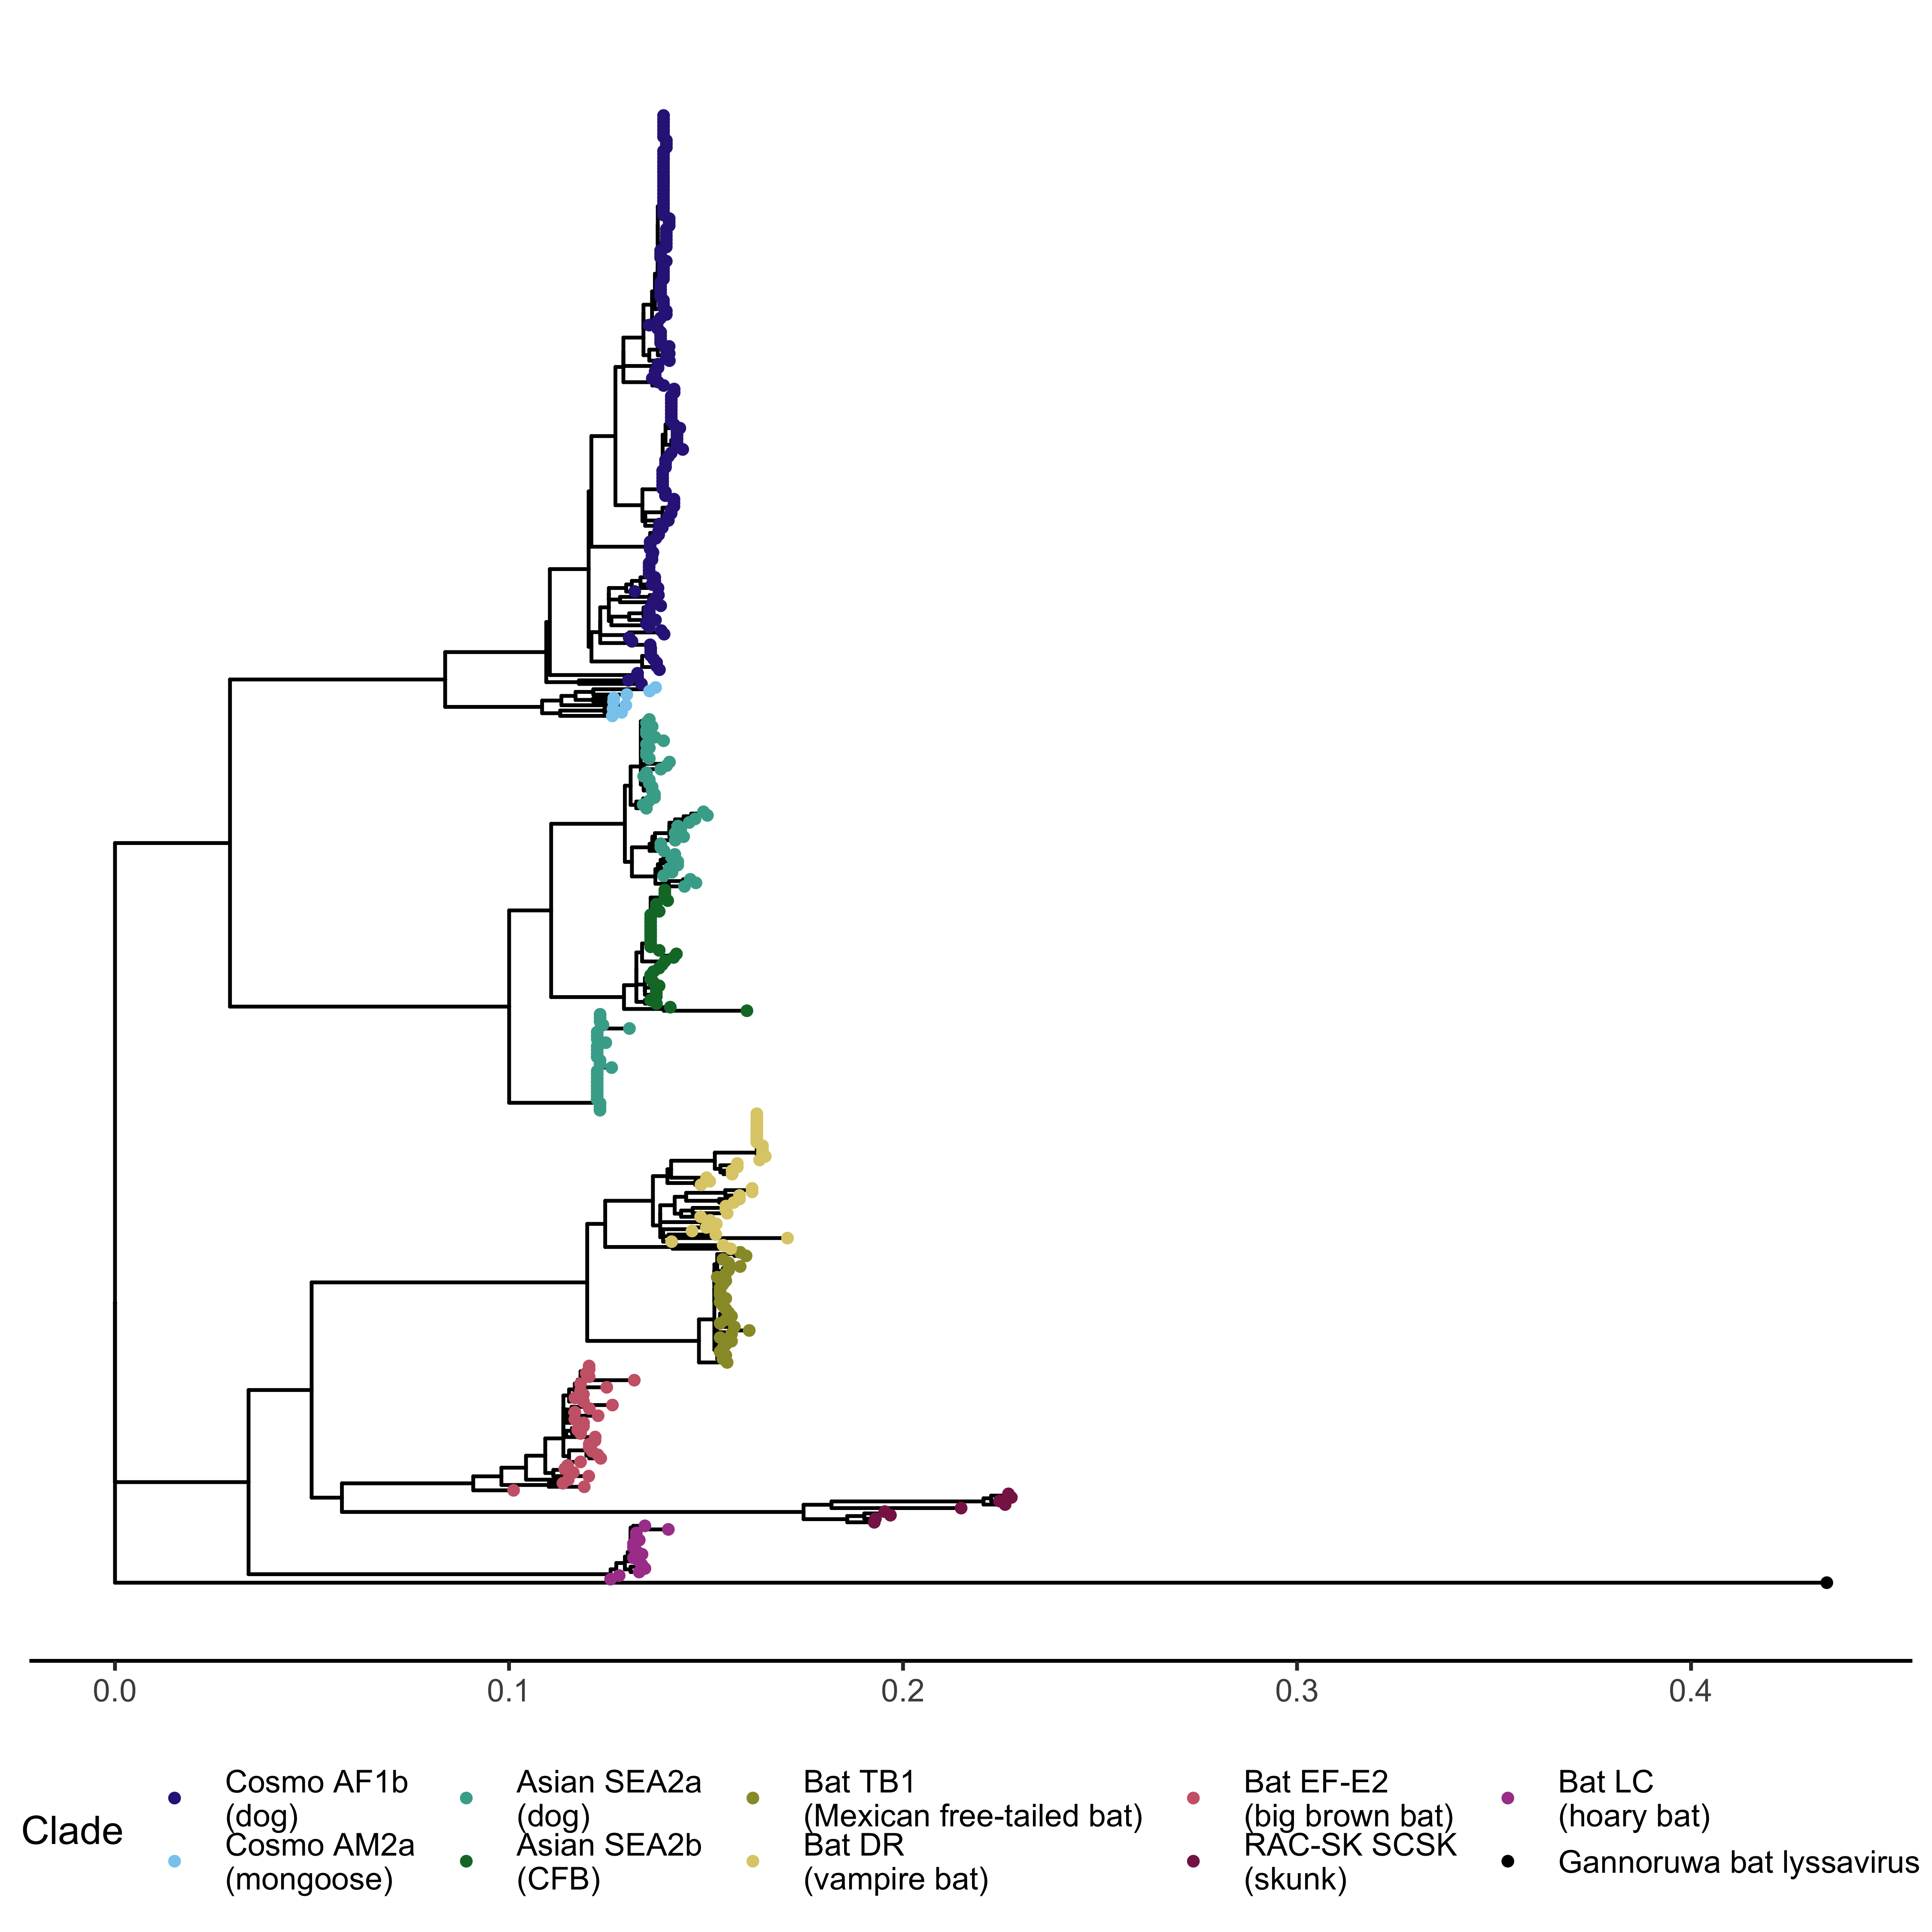 0.0 0.1 0.2 0.3 0.4
Clade
Cosmo AF1b
(dog)
Cosmo AM2a
(mongoose)
Asian SEA2a
(dog)
Asian SEA2b
(CFB)
Bat TB1
(Mexican free-tailed bat)
Bat DR
(vampire bat)
Bat EF-E2
(big brown bat)
RAC-SK SCSK
(skunk)
Bat LC
(hoary bat)
Gannoruwa bat lyssavirus